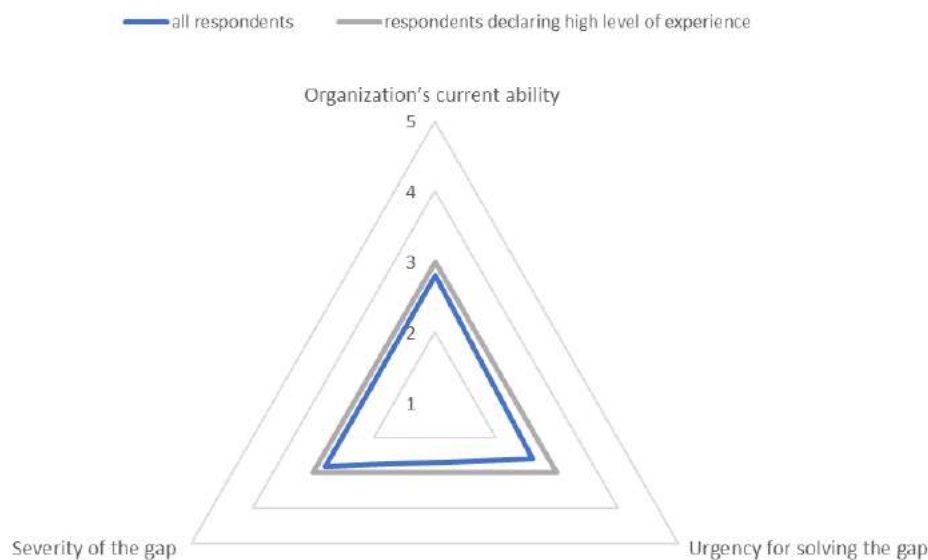 all respondents
respondents declaring high level of experience
Organization's current ability
5
4
3
2
1
Severity of the gap
Urgency for solving the gap